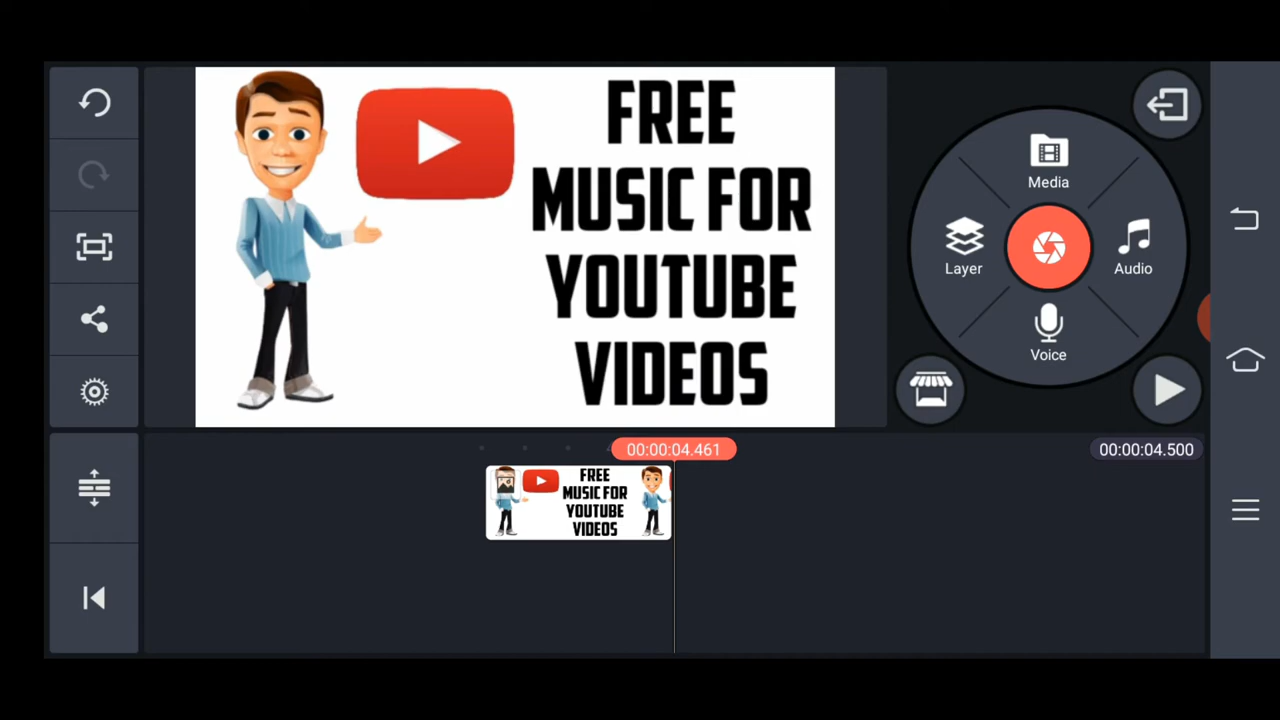 FREE
MUSIC FOR
YOUTUBE
VIDEOS
Media
Layer
Audio
Voice
00:00:04.461
00:00:04.500
FREE
MUSIC FOR
YOUTUBE
VIDEOS